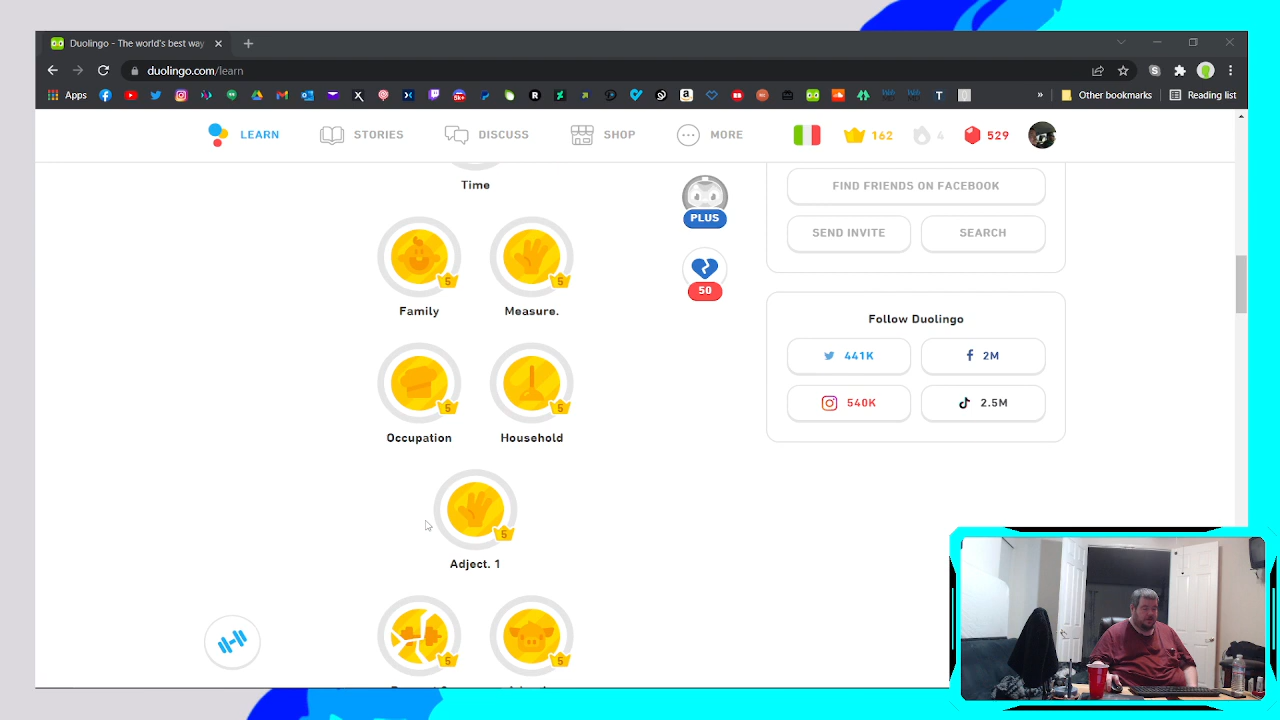 Duolingo - The world's best way
duolingo.com/learn
Apps
Other bookmarks
Reading list
LEARN
STORIES
DISCUSS
SHOP
MORE
162
4
529
Time
PLUS
50
FIND FRIENDS ON FACEBOOK
SEND INVITE
SEARCH
5
5
Family
Measure.
Follow Duolingo
441K
2M
540K
2.5M
5
5
Occupation
Household
5
Adject. 1
5
5